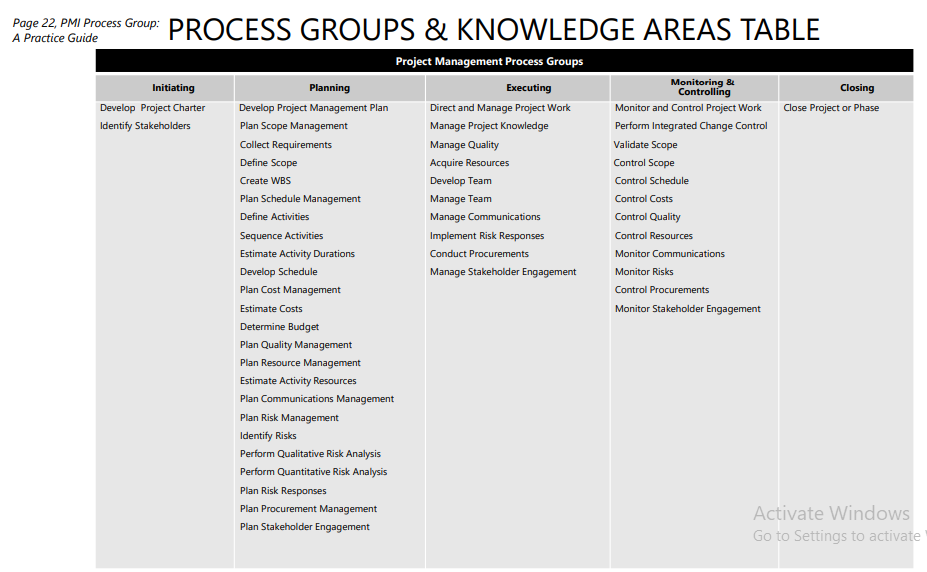 Page 22, PMI Process Group:
A Practice Guide
PROCESS GROUPS & KNOWLEDGE AREAS TABLE
Project Management Process Groups
Initiating
Develop Project Charter
Identify Stakeholders
Planning
Develop Project Management Plan
Plan Scope Management
Collect Requirements
Define Scope
Create WBS
Plan Schedule Management
Define Activities
Sequence Activities
Estimate Activity Durations
Develop Schedule
Plan Cost Management
Estimate Costs
Determine Budget
Plan Quality Management
Plan Resource Management
Estimate Activity Resources
Plan Communications Management
Plan Risk Management
Identify Risks
Perform Qualitative Risk Analysis
Perform Quantitative Risk Analysis
Plan Risk Responses
Plan Procurement Management
Plan Stakeholder Engagement
Executing
Direct and Manage Project Work
Manage Project Knowledge
Manage Quality
Acquire Resources
Develop Team
Manage Team
Manage Communications
Implement Risk Responses
Conduct Procurements
Manage Stakeholder Engagement
Monitoring &
Controlling
Monitor and Control Project Work
Perform Integrated Change Control
Validate Scope
Control Scope
Control Schedule
Control Costs
Control Quality
Control Resources
Monitor Communications
Monitor Risks
Control Procurements
Monitor Stakeholder Engagement
Closing
Close Project or Phase
Activate Windows
Go to Settings to activate